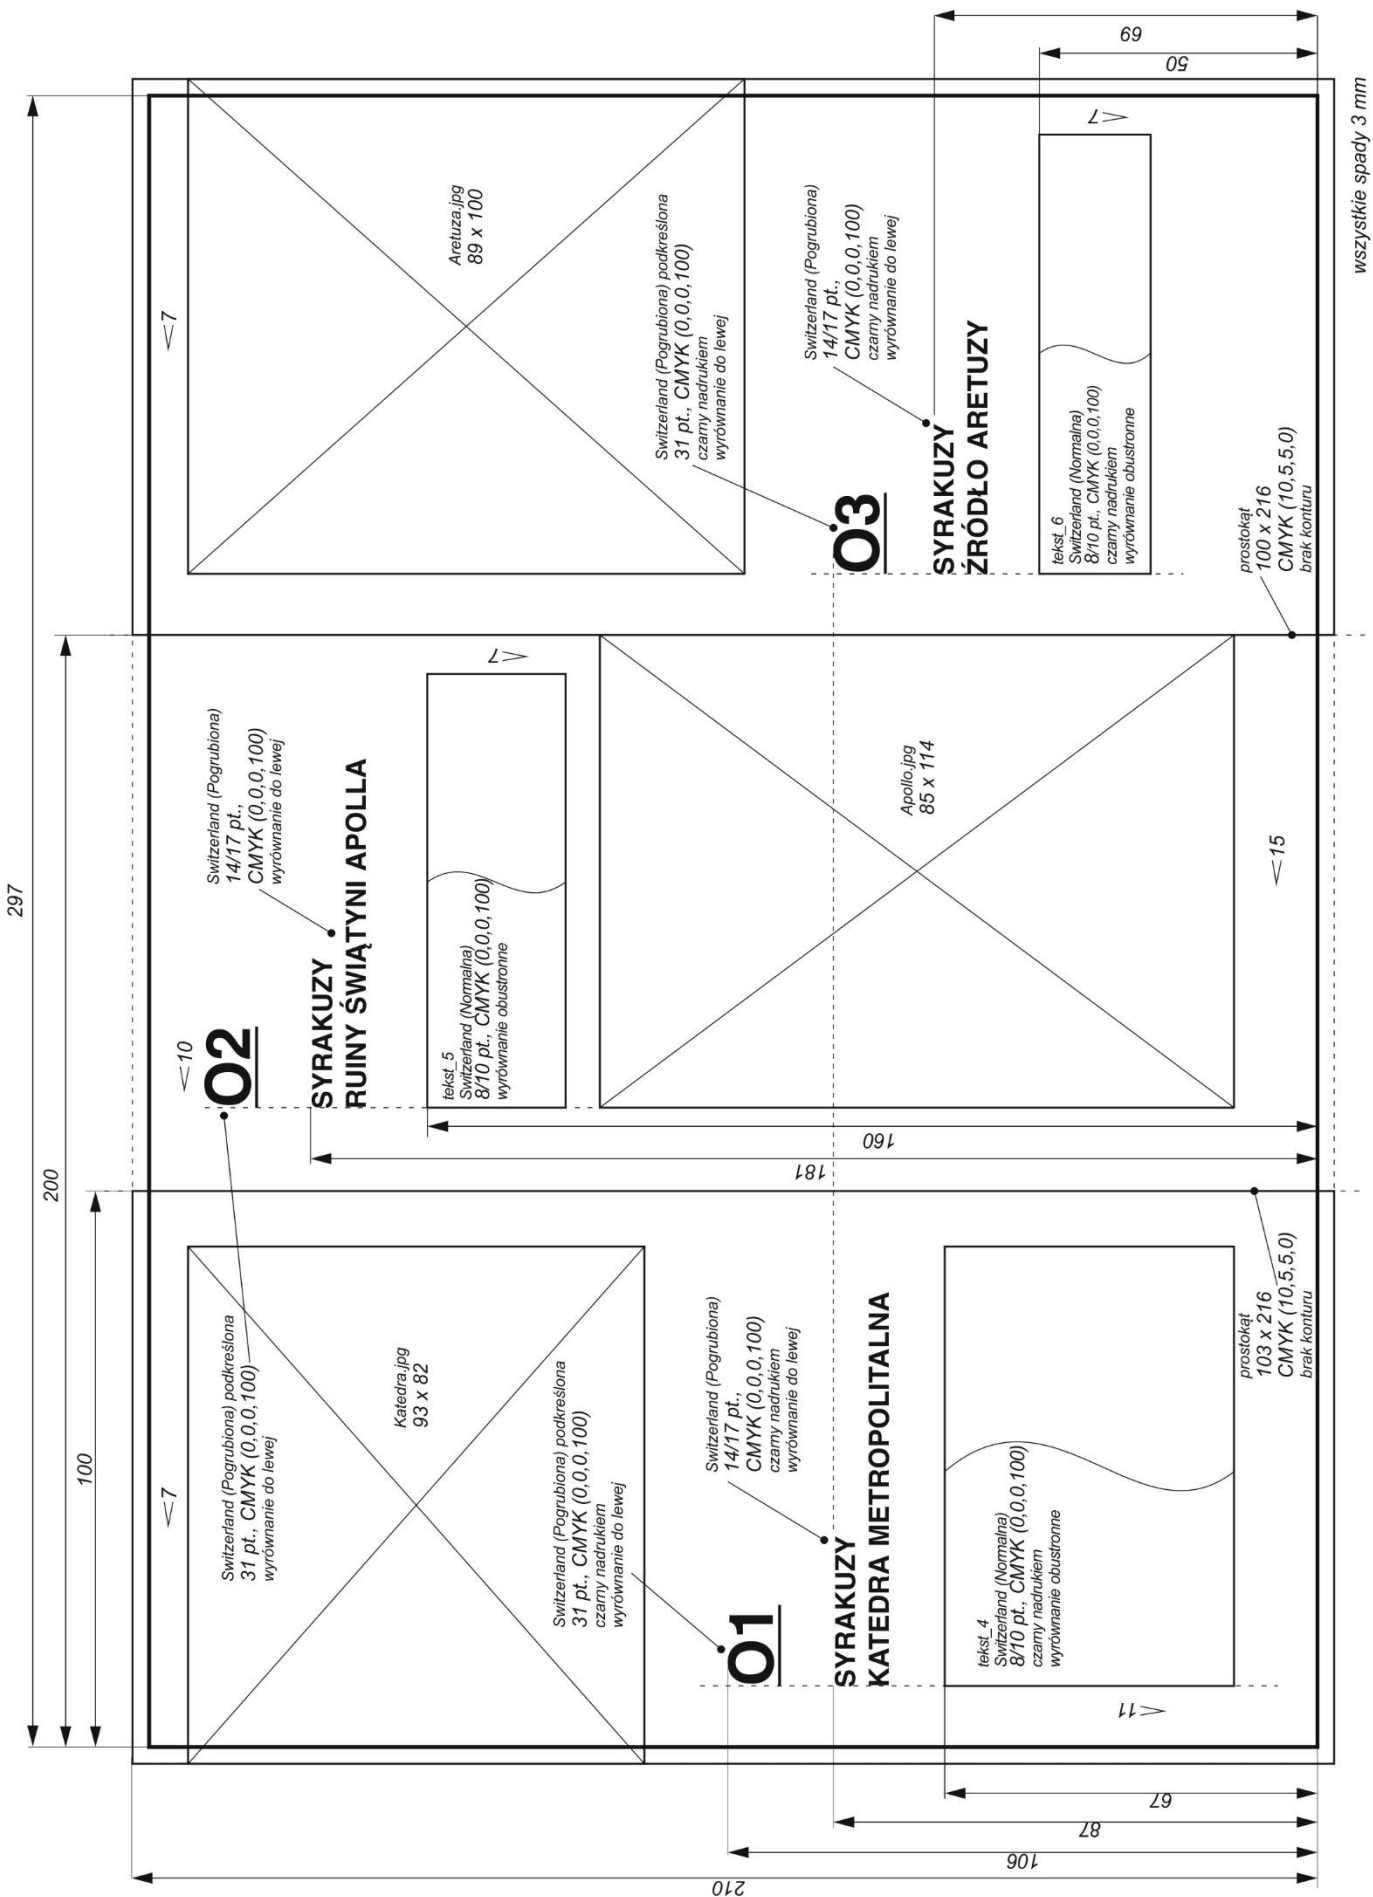 297
200
100
<7
Switzerland (Pogrubiona) podkreślona
31 pt., CMYK (0,0,0,100)
wyrównanie do lewej
Katedra.jpg
93 x 82
Switzerland (Pogrubiona) podkreślona
31 pt., CMYK (0,0,0,100)
czarny nadrukiem
wyrównanie do lewej
O1
Switzerland (Pogrubiona)
14/17 pt.,
CMYK (0,0,0,100)
czarny nadrukiem
wyrównanie do lewej
SYRAKUZY
KATEDRA METROPOLITALNA
tekst_4
Switzerland (Normalna)
8/10 pt., CMYK (0,0,0,100)
czarny nadrukiem
wyrównanie obustronne
<11
67
87
106
210
prostokąt
103 x 216
CMYK (10,5,5,0)
brak konturu
<10
O2
Switzerland (Pogrubiona)
14/17 pt.,
CMYK (0,0,0,100)
wyrównanie do lewej
SYRAKUZY
RUINY ŚWIĄTYNI APOLLA
tekst_5
Switzerland (Normalna)
8/10 pt., CMYK (0,0,0,100)
wyrównanie obustronne
<7
160
181
Apollo.jpg
85 x 114
<15
<7
Aretuza.jpg
89 x 100
Switzerland (Pogrubiona) podkreślona
31 pt., CMYK (0,0,0,100)
czarny nadrukiem
wyrównanie do lewej
O3
Switzerland (Pogrubiona)
14/17 pt.,
CMYK (0,0,0,100)
czarny nadrukiem
wyrównanie do lewej
SYRAKUZY
ŹRÓDŁO ARETUZY
tekst_6
Switzerland (Normalna)
8/10 pt., CMYK (0,0,0,100)
czarny nadrukiem
wyrównanie obustronne
<7
69
50
prostokąt
100 x 216
CMYK (10,5,5,0)
brak konturu
wszystkie spady 3 mm